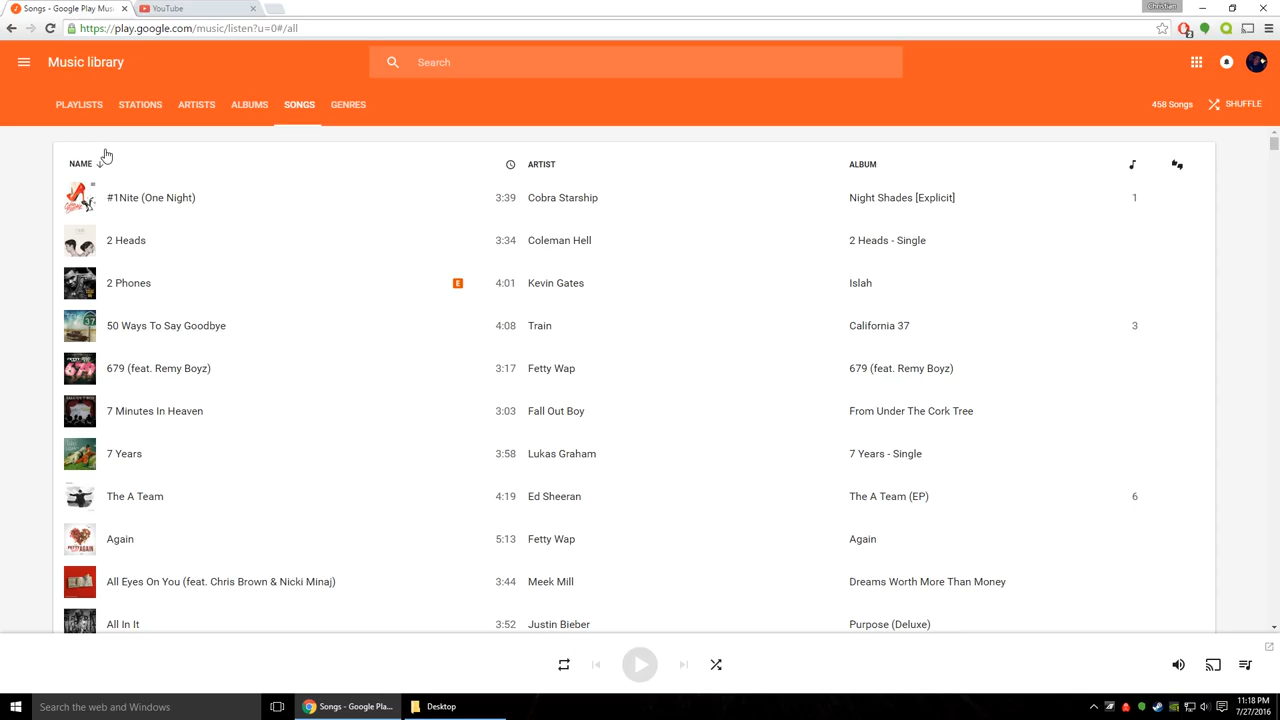 Songs - Google Play Mus
YouTube
Christian
https://play.google.com/music/listen?u=0#/all
2
Music library
Search
PLAYLISTS STATIONS ARTISTS ALBUMS SONGS GENRES
458 Songs SHUFFLE
NAME ARTIST ALBUM
#1Nite (One Night) 3:39 Cobra Starship Night Shades [Explicit] 1
2 Heads 3:34 Coleman Hell 2 Heads - Single
2 Phones E 4:01 Kevin Gates Islah
50 Ways To Say Goodbye 4:08 Train California 37 3
679 (feat. Remy Boyz) 3:17 Fetty Wap 679 (feat. Remy Boyz)
7 Minutes In Heaven 3:03 Fall Out Boy From Under The Cork Tree
7 Years 3:58 Lukas Graham 7 Years - Single
The A Team 4:19 Ed Sheeran The A Team (EP) 6
Again 5:13 Fetty Wap Again
All Eyes On You (feat. Chris Brown & Nicki Minaj) 3:44 Meek Mill Dreams Worth More Than Money
All In It 3:52 Justin Bieber Purpose (Deluxe)
Search the web and Windows
Songs - Google Pla...
Desktop
11:18 PM
7/27/2016